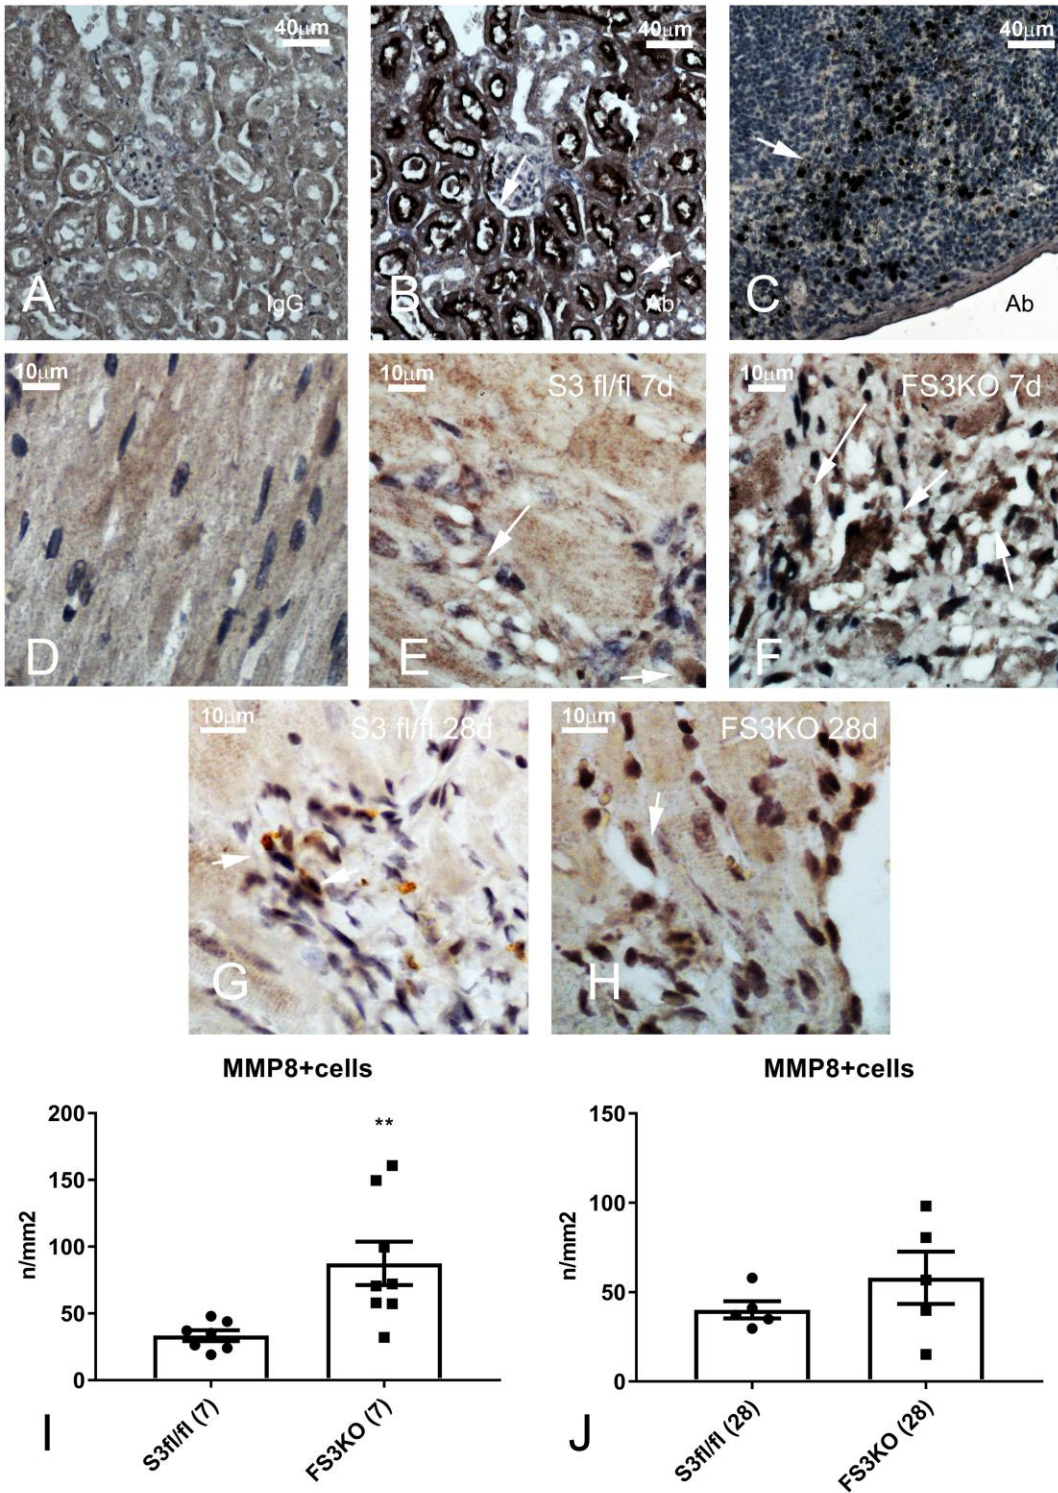 40μm
A
IgG
40μm
B
Ab
40μm
C
Ab
10μm
D
10μm
S3 fl/fl 7d
E
10μm
FS3KO 7d
F
10μm
S3 fl/fl 28d
G
10μm
FS3KO 28d
H
MMP8+cells
200
150
100
50
0
n/mm2
**
S3fl/fl (7)
FS3KO (7)
I
MMP8+cells
150
100
50
0
n/mm2
S3fl/fl (28)
FS3KO (28)
J